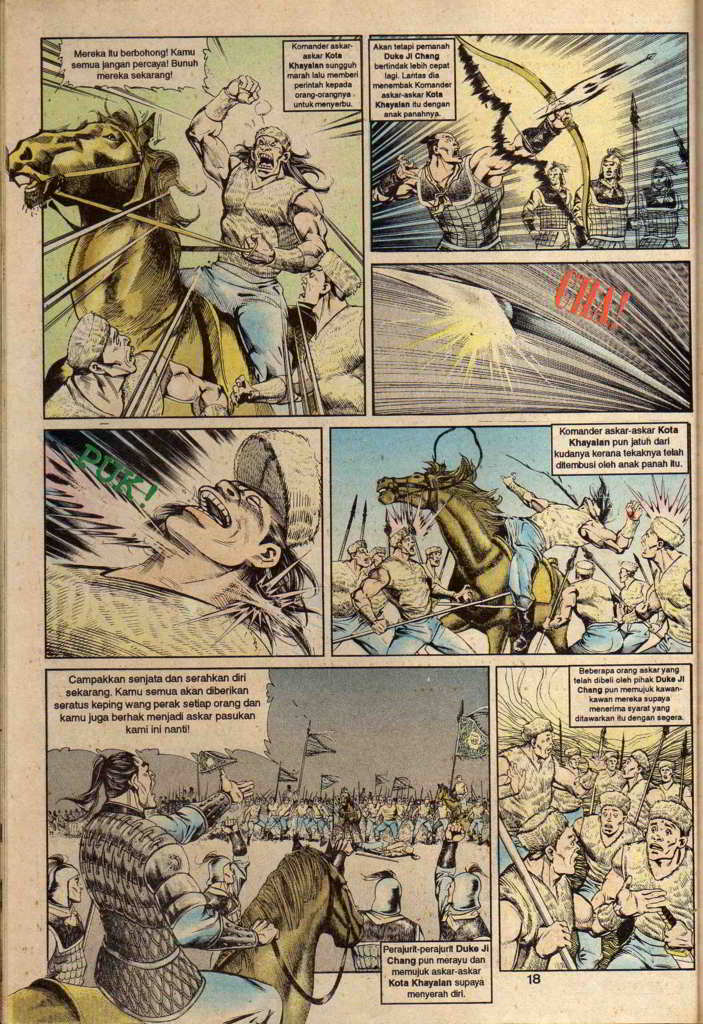 Mereka itu berbohong! Kamu
semua jangan percaya! Bunuh
mereka sekarang!
Komander askar-
askar Kota
Khayalan sungguh
marah lalu memberi
perintah kepada
orang-orangnya
untuk menyerbu.
Akan tetapi pemanah
Duke Ji Chang
bertindak lebih cepat
lagi. Lantas dia
menembak Komander
askar-askar Kota
Khayalan itu dengan
anak panahnya.
CHA!
PUK!
Komander askar-askar Kota
Khayalan pun jatuh dari
kudanya kerana tekaknya telah
ditembusi oleh anak panah itu.
Campakkan senjata dan serahkan diri
sekarang. Kamu semua akan diberikan
seratus keping wang perak setiap orang dan
kamu juga berhak menjadi askar pasukan
kami ini nanti!
Perajurit-perajurit Duke Ji
Chang pun merayu dan
memujuk askar-askar
Kota Khayalan supaya
menyerah diri.
Beberapa orang askar yang
telah dibeli oleh pihak Duke Ji
Chang pun memujuk kawan-
kawan mereka supaya
menerima syarat yang
ditawarkan itu dengan segera.
18